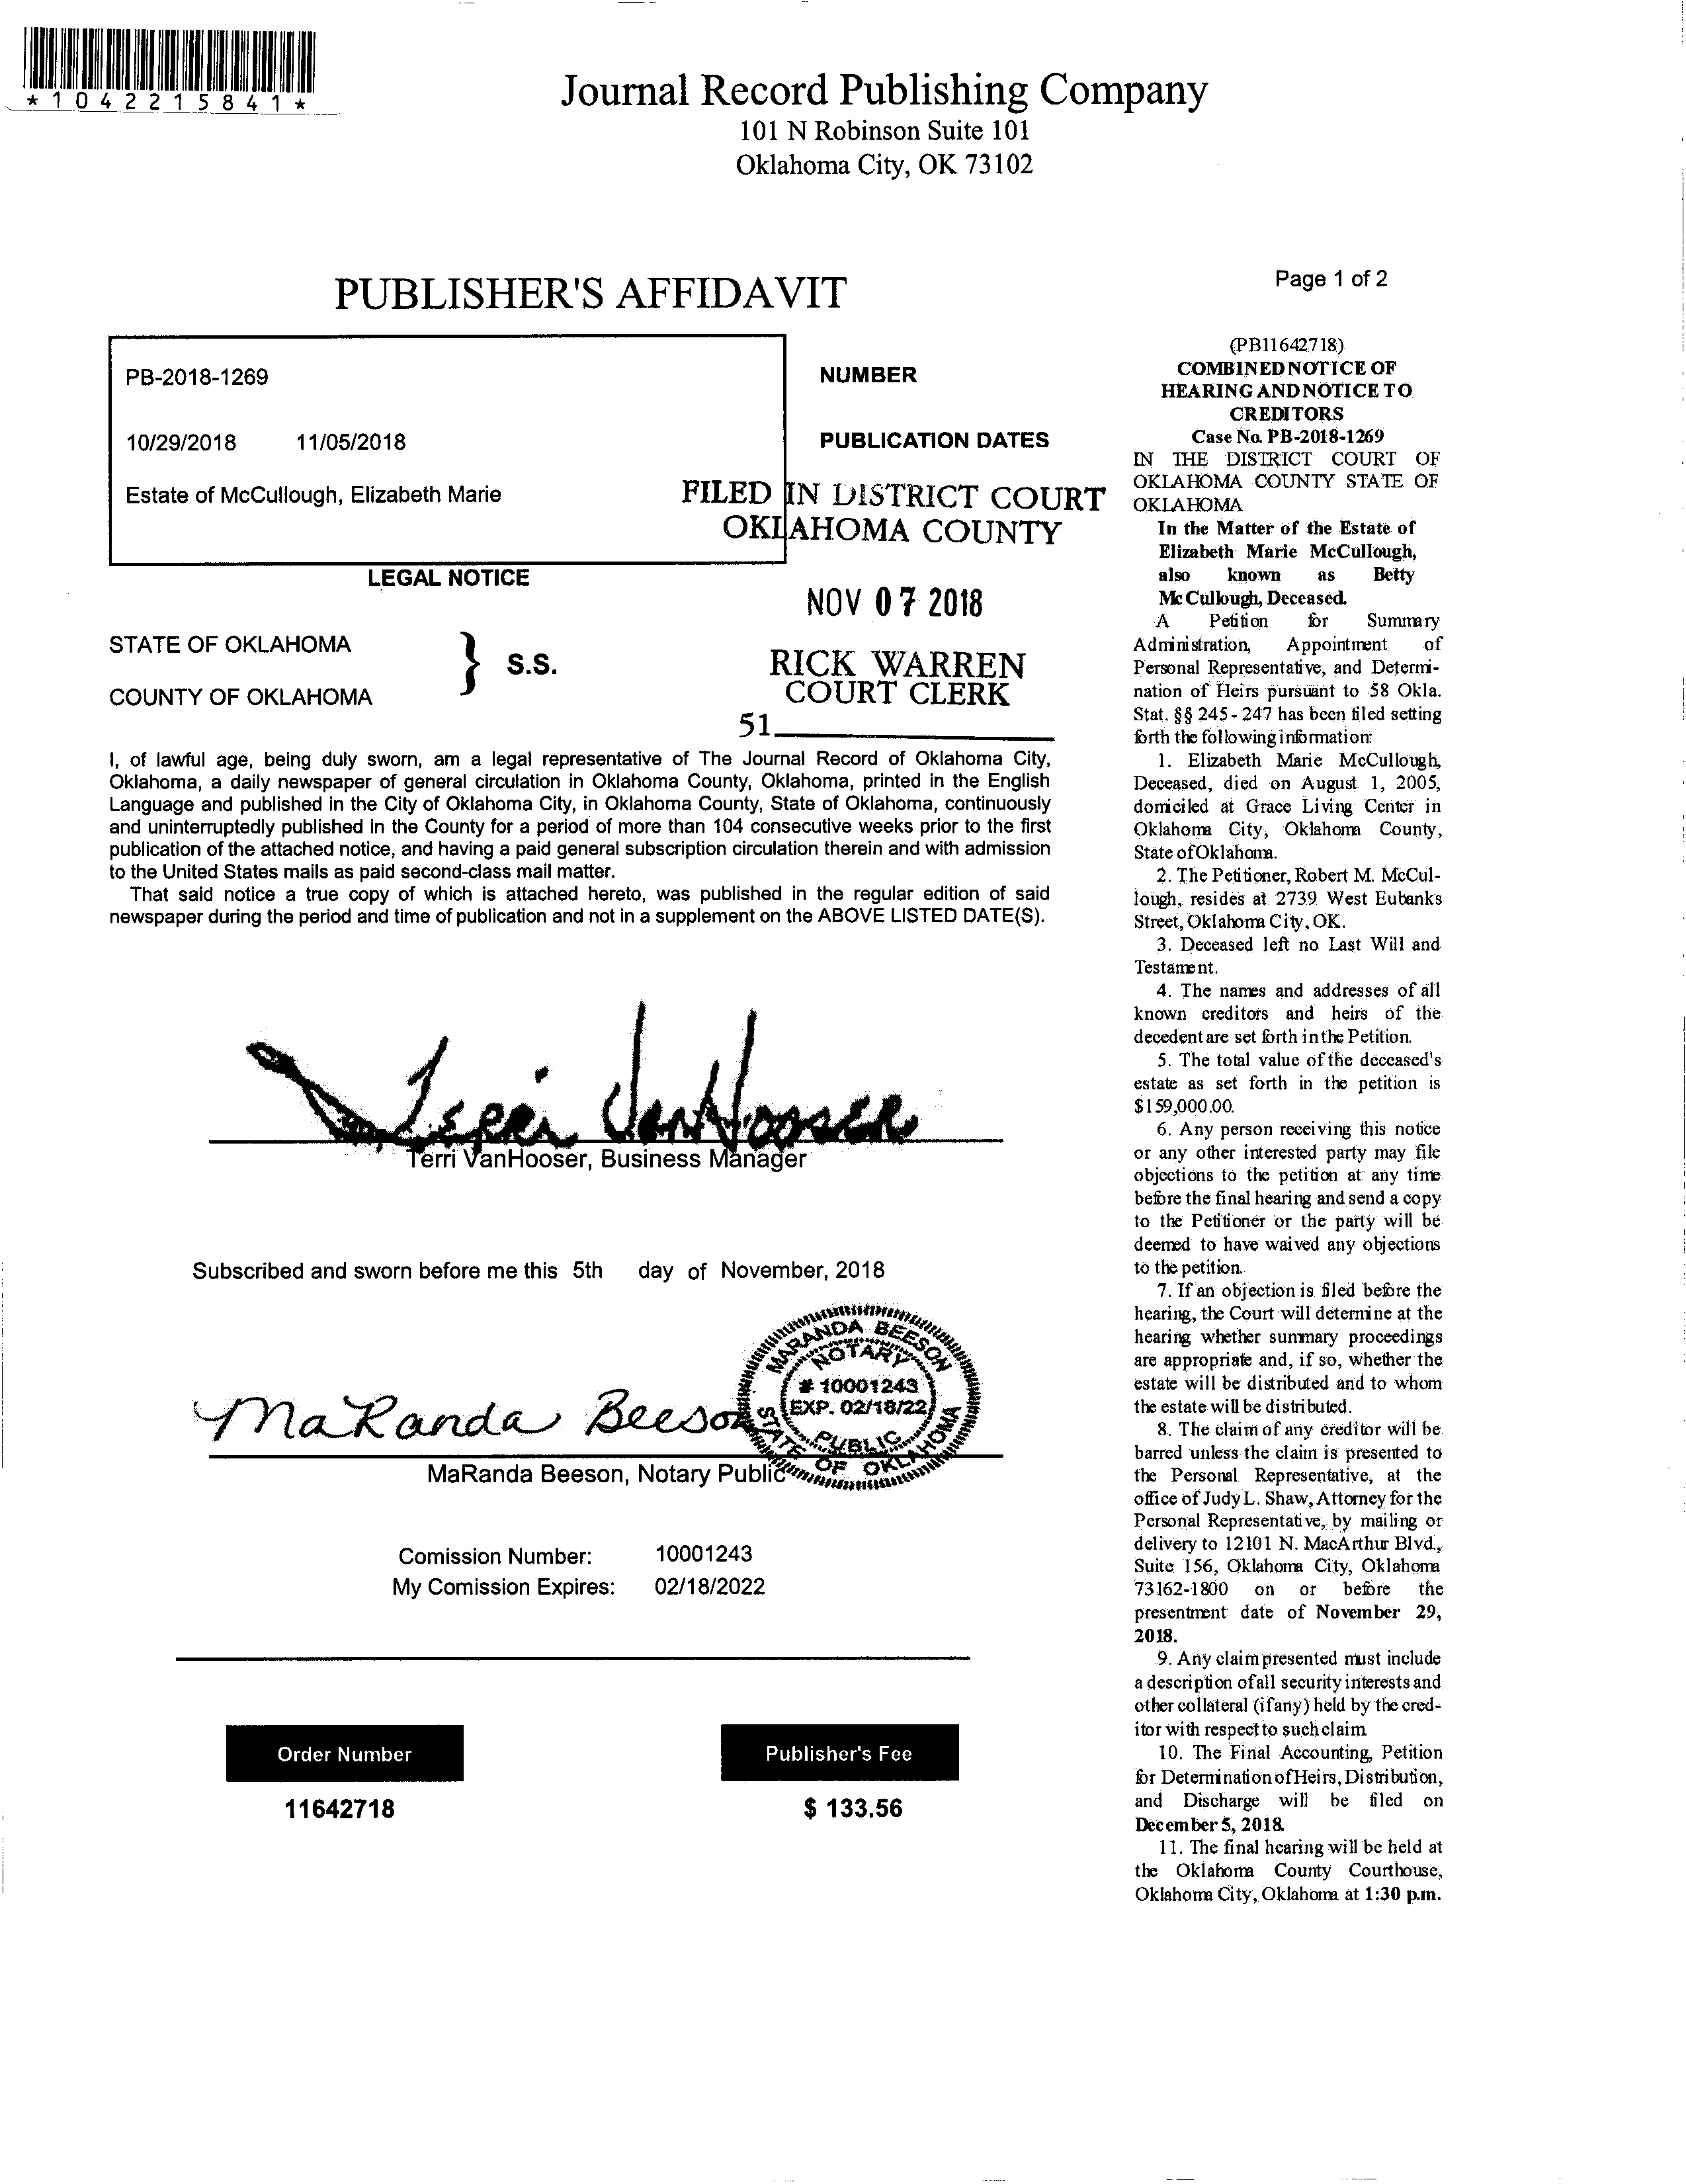 *1042215841*
Journal Record Publishing Company
101 N Robinson Suite 101
Oklahoma City, OK 73102
PUBLISHER'S AFFIDAVIT
PB-2018-1269
NUMBER
10/29/2018 11/05/2018
PUBLICATION DATES
Estate of McCullough, Elizabeth Marie
FILED IN DISTRICT COURT
OKLAHOMA COUNTY
LEGAL NOTICE
NOV 07 2018
STATE OF OKLAHOMA
} S.S.
COUNTY OF OKLAHOMA
RICK WARREN
COURT CLERK
51
I, of lawful age, being duly sworn, am a legal representative of The Journal Record of Oklahoma City,
Oklahoma, a daily newspaper of general circulation in Oklahoma County, Oklahoma, printed in the English
Language and published in the City of Oklahoma City, in Oklahoma County, State of Oklahoma, continuously
and uninterruptedly published in the County for a period of more than 104 consecutive weeks prior to the first
publication of the attached notice, and having a paid general subscription circulation therein and with admission
to the United States mails as paid second-class mail matter.
That said notice a true copy of which is attached hereto, was published in the regular edition of said
newspaper during the period and time of publication and not in a supplement on the ABOVE LISTED DATE(S).
Terri VanHooser
Terri VanHooser, Business Manager
Subscribed and sworn before me this 5th day of November, 2018
MaRanda Beeson
MARANDA BEESON
NOTARY
# 10001243
EXP. 02/18/22
PUBLIC
STATE OF OKLAHOMA
MaRanda Beeson, Notary Public
Comission Number: 10001243
My Comission Expires: 02/18/2022
Order Number
11642718
Publisher's Fee
$ 133.56
Page 1 of 2
(PB11642718)
COMBINED NOTICE OF
HEARING AND NOTICE TO
CREDITORS
Case No. PB-2018-1269
IN THE DISTRICT COURT OF
OKLAHOMA COUNTY STATE OF
OKLAHOMA
In the Matter of the Estate of
Elizabeth Marie McCullough,
also known as Betty
McCullough, Deceased.
A Petition for Summary
Administration, Appointment of
Personal Representative, and Determi-
nation of Heirs pursuant to 58 Okla.
Stat. §§ 245 - 247 has been filed setting
forth the following information:
1. Elizabeth Marie McCullough,
Deceased, died on August 1, 2005,
domiciled at Grace Living Center in
Oklahoma City, Oklahoma County,
State of Oklahoma.
2. The Petitioner, Robert M. McCul-
lough, resides at 2739 West Eubanks
Street, Oklahoma City, OK.
3. Deceased left no Last Will and
Testament.
4. The names and addresses of all
known creditors and heirs of the
decedent are set forth in the Petition.
5. The total value of the deceased's
estate as set forth in the petition is
$159,000.00.
6. Any person receiving this notice
or any other interested party may file
objections to the petition at any time
before the final hearing and send a copy
to the Petitioner or the party will be
deemed to have waived any objections
to the petition.
7. If an objection is filed before the
hearing, the Court will determine at the
hearing whether summary proceedings
are appropriate and, if so, whether the
estate will be distributed and to whom
the estate will be distributed.
8. The claim of any creditor will be
barred unless the claim is presented to
the Personal Representative, at the
office of Judy L. Shaw, Attorney for the
Personal Representative, by mailing or
delivery to 12101 N. MacArthur Blvd.,
Suite 156, Oklahoma City, Oklahoma
73162-1800 on or before the
presentment date of November 29,
2018.
9. Any claim presented must include
a description of all security interests and
other collateral (if any) held by the cred-
itor with respect to such claim.
10. The Final Accounting, Petition
for Determination of Heirs, Distribution,
and Discharge will be filed on
December 5, 2018.
11. The final hearing will be held at
the Oklahoma County Courthouse,
Oklahoma City, Oklahoma at 1:30 p.m.